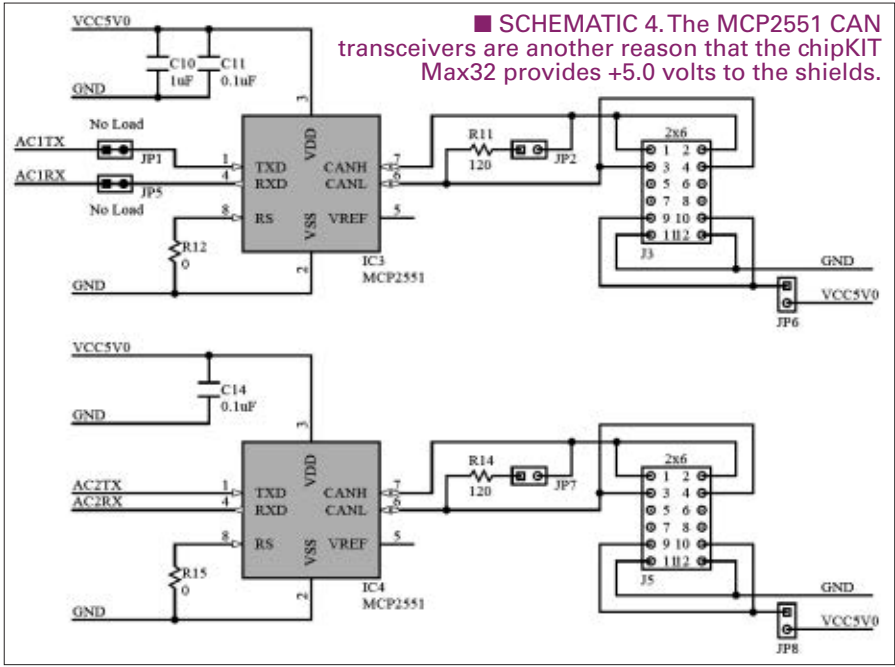 ■ SCHEMATIC 4. The MCP2551 CAN
transceivers are another reason that the chipKIT
Max32 provides +5.0 volts to the shields.
VCC5V0
C10
1uF
C11
0.1uF
GND
3
No Load
AC1TX
JP1
1
AC1RX
JP5
4
No Load
8
TXD
RXD
RS
VDD
VSS
CANH
CANL
VREF
7
6
5
2
R12
0
GND
IC3
MCP2551
R11
120
JP2
2x6
1 2
3 4
5 6
7 8
9 10
11 12
J3
GND
VCC5V0
JP6
VCC5V0
C14
0.1uF
GND
3
AC2TX
1
AC2RX
4
8
TXD
RXD
RS
VDD
VSS
CANH
CANL
VREF
7
6
5
2
R15
0
GND
IC4
MCP2551
R14
120
JP7
2x6
1 2
3 4
5 6
7 8
9 10
11 12
J5
GND
VCC5V0
JP8